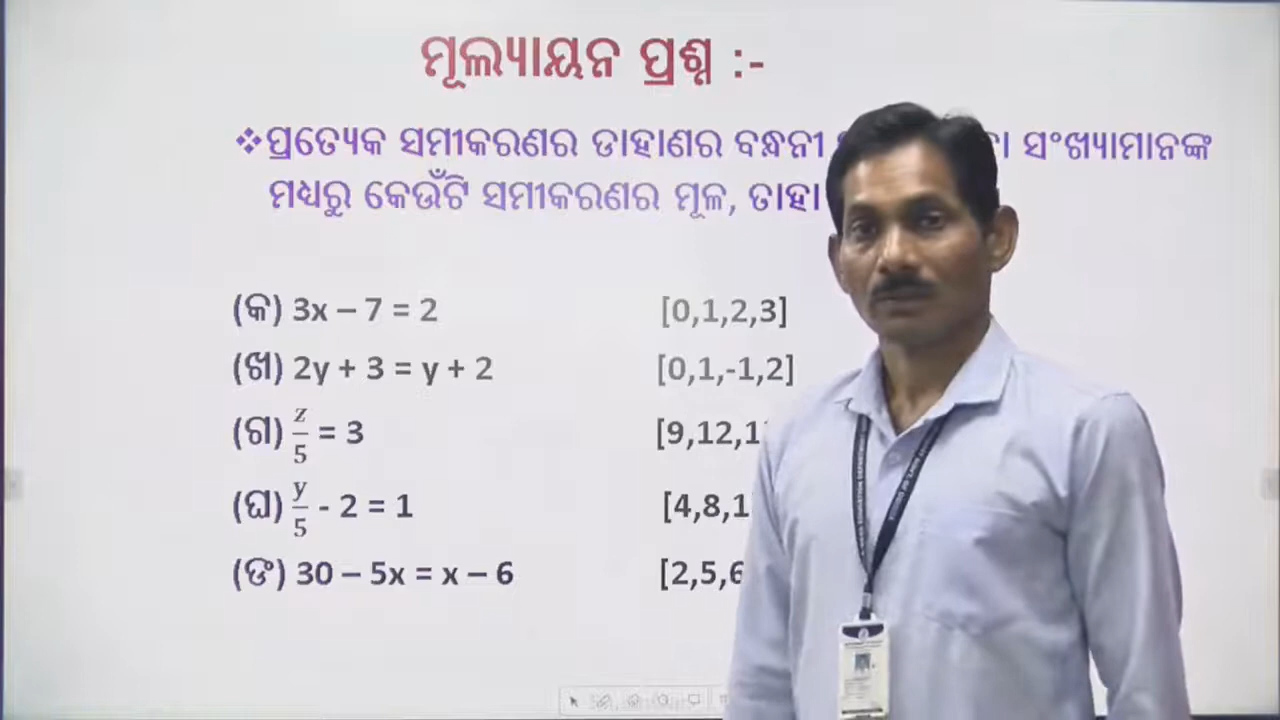 ମୂଲ୍ୟାୟନ ପ୍ରଶ୍ନ :-
❖ପ୍ରତ୍ୟେକ ସମୀକରଣର ଡାହାଣର ବନ୍ଧନୀ ସଂଖ୍ୟାମାନଙ୍କ
ମଧ୍ୟରୁ କେଉଁଟି ସମୀକରଣର ମୂଳ, ତାହା
(କ) 3x – 7 = 2 [0,1,2,3]
(ଖ) 2y + 3 = y + 2 [0,1,-1,2]
(ଗ) z/5 = 3 [9,12,1
(ଘ) y/5 - 2 = 1 [4,8,1
(ଙ) 30 – 5x = x – 6 [2,5,6